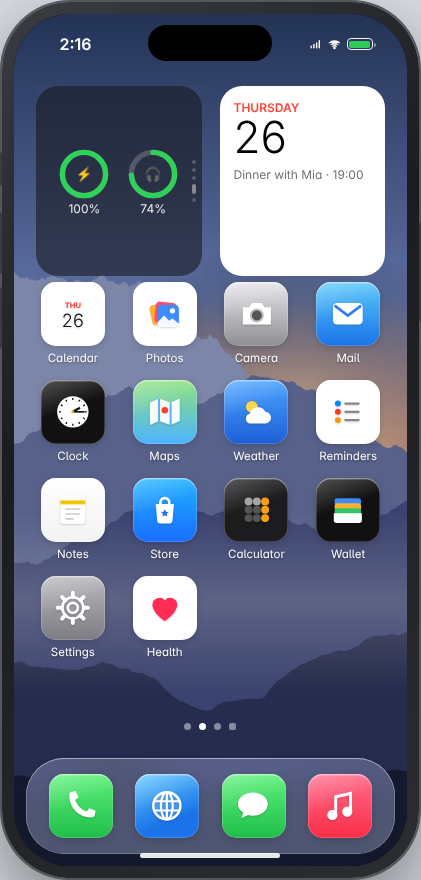 2:16
100%
74%
THURSDAY
26
Dinner with Mia · 19:00
THU
26
Calendar
Photos
Camera
Mail
Clock
Maps
Weather
Reminders
Notes
Store
Calculator
Wallet
Settings
Health